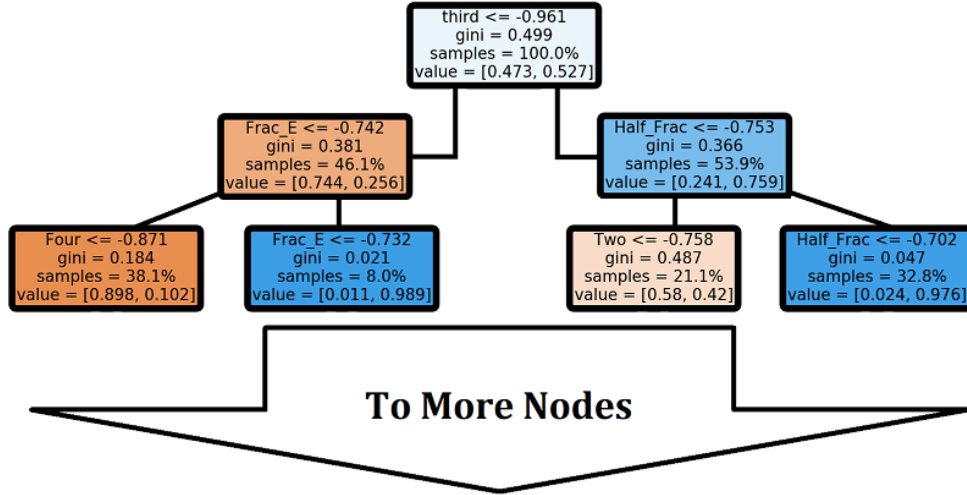 third <= -0.961
gini = 0.499
samples = 100.0%
value = [0.473, 0.527]
Frac_E <= -0.742
gini = 0.381
samples = 46.1%
value = [0.744, 0.256]
Half_Frac <= -0.753
gini = 0.366
samples = 53.9%
value = [0.241, 0.759]
Four <= -0.871
gini = 0.184
samples = 38.1%
value = [0.898, 0.102]
Frac_E <= -0.732
gini = 0.021
samples = 8.0%
value = [0.011, 0.989]
Two <= -0.758
gini = 0.487
samples = 21.1%
value = [0.58, 0.42]
Half_Frac <= -0.702
gini = 0.047
samples = 32.8%
value = [0.024, 0.976]
To More Nodes